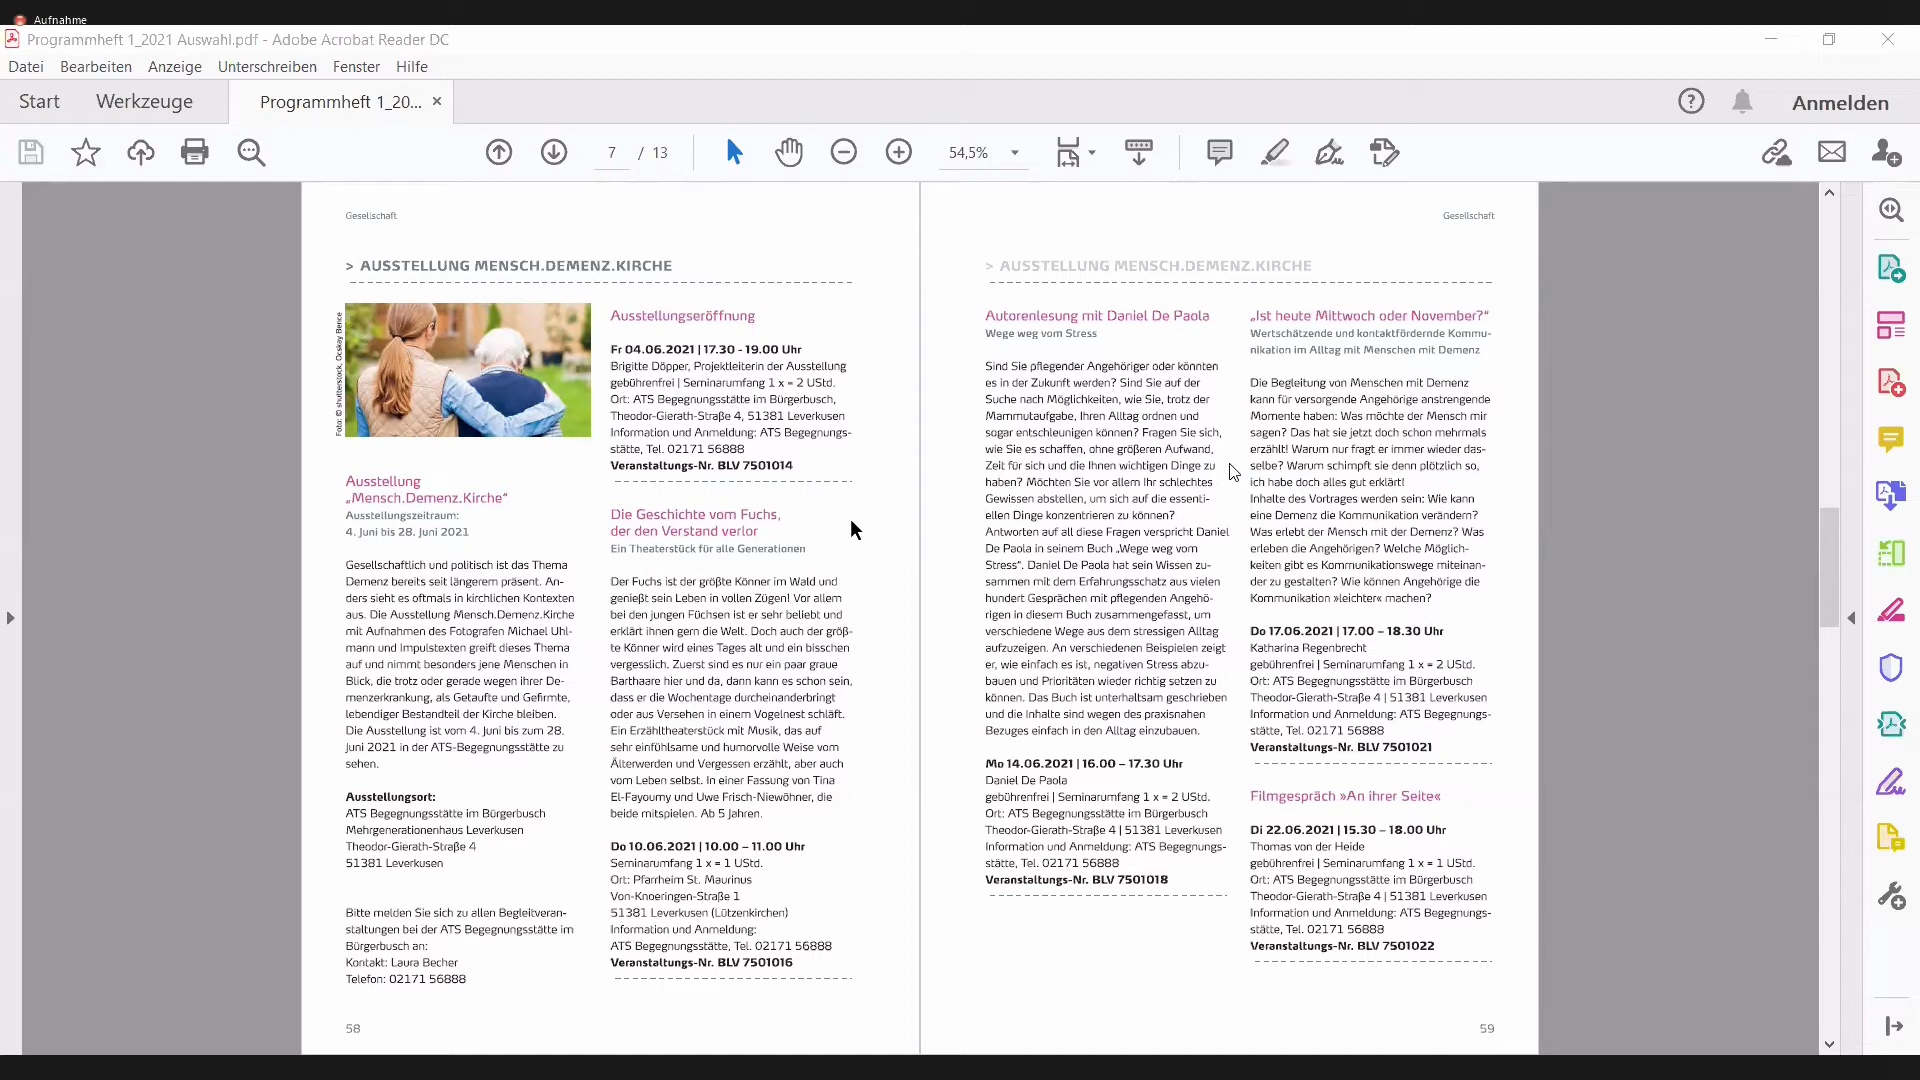 Aufnahme
Programmheft 1_2021 Auswahl.pdf - Adobe Acrobat Reader DC
Datei Bearbeiten Anzeige Unterschreiben Fenster Hilfe
Start Werkzeuge Programmheft 1_20... × Anmelden
7 / 13 54,5%
Gesellschaft
> AUSSTELLUNG MENSCH.DEMENZ.KIRCHE
Foto: © shutterstock, Ocskay Bence
Ausstellung
„Mensch.Demenz.Kirche“
Ausstellungszeitraum:
4. Juni bis 28. Juni 2021
Gesellschaftlich und politisch ist das Thema
Demenz bereits seit längerem präsent. An-
ders sieht es oftmals in kirchlichen Kontexten
aus. Die Ausstellung Mensch.Demenz.Kirche
mit Aufnahmen des Fotografen Michael Uhl-
mann und Impulstexten greift dieses Thema
auf und nimmt besonders jene Menschen in
Blick, die trotz oder gerade wegen ihrer De-
menzerkrankung, als Getaufte und Gefirmte,
lebendiger Bestandteil der Kirche bleiben.
Die Ausstellung ist vom 4. Juni bis zum 28.
Juni 2021 in der ATS-Begegnungsstätte zu
sehen.
Ausstellungsort:
ATS Begegnungsstätte im Bürgerbusch
Mehrgenerationenhaus Leverkusen
Theodor-Gierath-Straße 4
51381 Leverkusen
Bitte melden Sie sich zu allen Begleitveran-
staltungen bei der ATS Begegnungsstätte im
Bürgerbusch an:
Kontakt: Laura Becher
Telefon: 02171 56888
58
Ausstellungseröffnung
Fr 04.06.2021 | 17.30 - 19.00 Uhr
Brigitte Döpper, Projektleiterin der Ausstellung
gebührenfrei | Seminarumfang 1 x = 2 UStd.
Ort: ATS Begegnungsstätte im Bürgerbusch,
Theodor-Gierath-Straße 4, 51381 Leverkusen
Information und Anmeldung: ATS Begegnungs-
stätte, Tel. 02171 56888
Veranstaltungs-Nr. BLV 7501014
Die Geschichte vom Fuchs,
der den Verstand verlor
Ein Theaterstück für alle Generationen
Der Fuchs ist der größte Könner im Wald und
genießt sein Leben in vollen Zügen! Vor allem
bei den jungen Füchsen ist er sehr beliebt und
erklärt ihnen gern die Welt. Doch auch der größ-
te Könner wird eines Tages alt und ein bisschen
vergesslich. Zuerst sind es nur ein paar graue
Barthaare hier und da, dann kann es schon sein,
dass er die Wochentage durcheinanderbringt
oder aus Versehen in einem Vogelnest schläft.
Ein Erzähltheaterstück mit Musik, das auf
sehr einfühlsame und humorvolle Weise vom
Älterwerden und Vergessen erzählt, aber auch
vom Leben selbst. In einer Fassung von Tina
El-Fayoumy und Uwe Frisch-Niewöhner, die
beide mitspielen. Ab 5 Jahren.
Do 10.06.2021 | 10.00 – 11.00 Uhr
Seminarumfang 1 x = 1 UStd.
Ort: Pfarrheim St. Maurinus
Von-Knoeringen-Straße 1
51381 Leverkusen (Lützenkirchen)
Information und Anmeldung:
ATS Begegnungsstätte, Tel. 02171 56888
Veranstaltungs-Nr. BLV 7501016
Gesellschaft
> AUSSTELLUNG MENSCH.DEMENZ.KIRCHE
Autorenlesung mit Daniel De Paola
Wege weg vom Stress
Sind Sie pflegender Angehöriger oder könnten
es in der Zukunft werden? Sind Sie auf der
Suche nach Möglichkeiten, wie Sie, trotz der
Mammutaufgabe, Ihren Alltag ordnen und
sogar entschleunigen können? Fragen Sie sich,
wie Sie es schaffen, ohne größeren Aufwand,
Zeit für sich und die Ihnen wichtigen Dinge zu
haben? Möchten Sie vor allem Ihr schlechtes
Gewissen abstellen, um sich auf die essenti-
ellen Dinge konzentrieren zu können?
Antworten auf all diese Fragen verspricht Daniel
De Paola in seinem Buch „Wege weg vom
Stress“. Daniel De Paola hat sein Wissen zu-
sammen mit dem Erfahrungsschatz aus vielen
hundert Gesprächen mit pflegenden Angehö-
rigen in diesem Buch zusammengefasst, um
verschiedene Wege aus dem stressigen Alltag
aufzuzeigen. An verschiedenen Beispielen zeigt
er, wie einfach es ist, negativen Stress abzu-
bauen und Prioritäten wieder richtig setzen zu
können. Das Buch ist unterhaltsam geschrieben
und die Inhalte sind wegen des praxisnahen
Bezuges einfach in den Alltag einzubauen.
Mo 14.06.2021 | 16.00 – 17.30 Uhr
Daniel De Paola
gebührenfrei | Seminarumfang 1 x = 2 UStd.
Ort: ATS Begegnungsstätte im Bürgerbusch
Theodor-Gierath-Straße 4 | 51381 Leverkusen
Information und Anmeldung: ATS Begegnungs-
stätte, Tel. 02171 56888
Veranstaltungs-Nr. BLV 7501018
„Ist heute Mittwoch oder November?“
Wertschätzende und kontaktfördernde Kommu-
nikation im Alltag mit Menschen mit Demenz
Die Begleitung von Menschen mit Demenz
kann für versorgende Angehörige anstrengende
Momente haben: Was möchte der Mensch mir
sagen? Das hat sie jetzt doch schon mehrmals
erzählt! Warum nur fragt er immer wieder das-
selbe? Warum schimpft sie denn plötzlich so,
ich habe doch alles gut erklärt!
Inhalte des Vortrages werden sein: Wie kann
eine Demenz die Kommunikation verändern?
Was erlebt der Mensch mit der Demenz? Was
erleben die Angehörigen? Welche Möglich-
keiten gibt es Kommunikationswege miteinan-
der zu gestalten? Wie können Angehörige die
Kommunikation »leichter« machen?
Do 17.06.2021 | 17.00 – 18.30 Uhr
Katharina Regenbrecht
gebührenfrei | Seminarumfang 1 x = 2 UStd.
Ort: ATS Begegnungsstätte im Bürgerbusch
Theodor-Gierath-Straße 4 | 51381 Leverkusen
Information und Anmeldung: ATS Begegnungs-
stätte, Tel. 02171 56888
Veranstaltungs-Nr. BLV 7501021
Filmgespräch »An ihrer Seite«
Di 22.06.2021 | 15.30 – 18.00 Uhr
Thomas von der Heide
gebührenfrei | Seminarumfang 1 x = 1 UStd.
Ort: ATS Begegnungsstätte im Bürgerbusch
Theodor-Gierath-Straße 4 | 51381 Leverkusen
Information und Anmeldung: ATS Begegnungs-
stätte, Tel. 02171 56888
Veranstaltungs-Nr. BLV 7501022
59